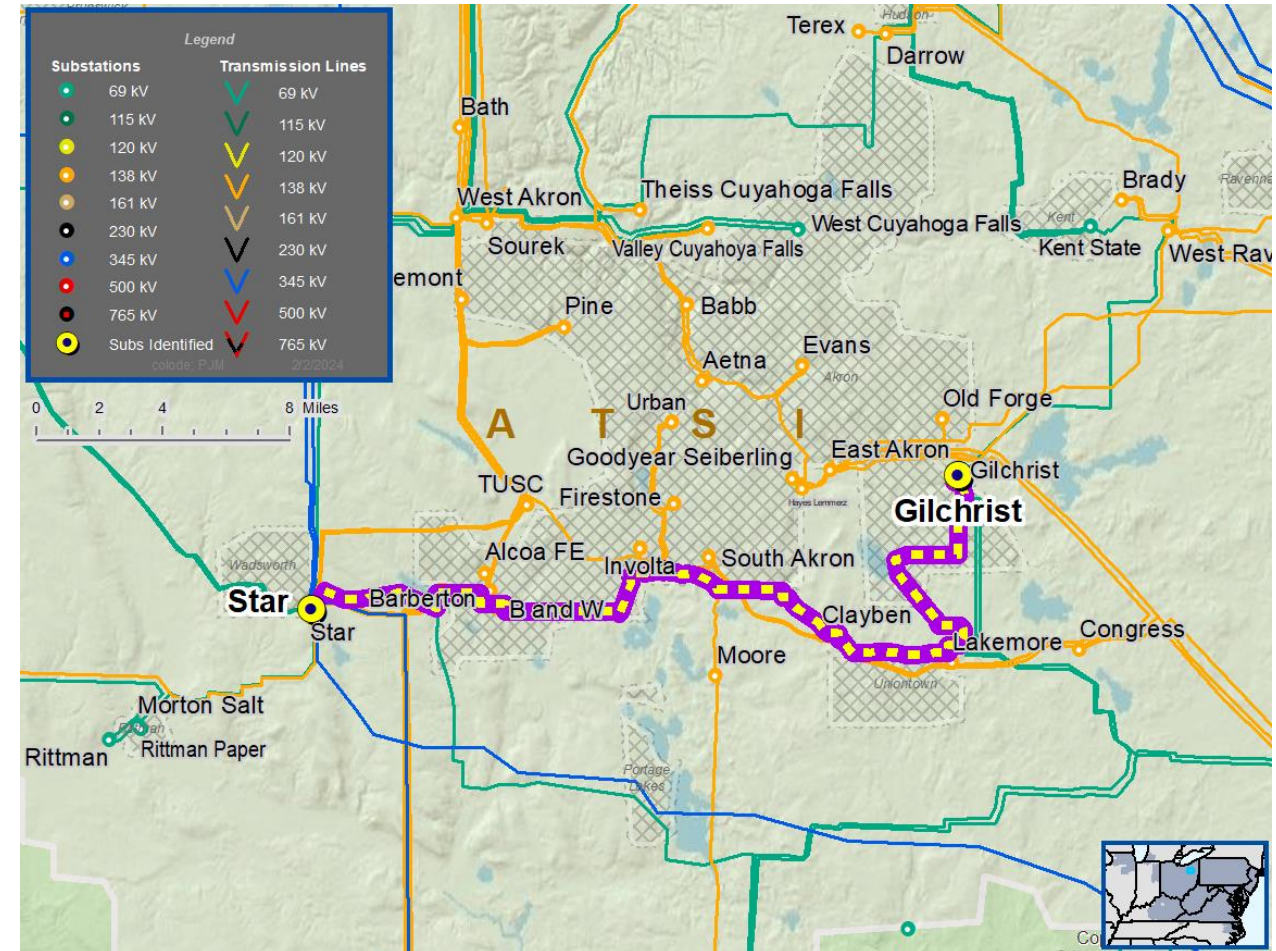 Hudson
Terex
Darrow
Legend
Substations
Transmission Lines
69 kV
69 kV
115 kV
115 kV
120 kV
120 kV
138 kV
138 kV
161 kV
161 kV
230 kV
230 kV
345 kV
345 kV
500 kV
500 kV
765 kV
765 kV
Subs Identified
colode; PJM
2/2/2024
0 2 4 8 Miles
Bath
West Akron
Sourek
Theiss Cuyahoga Falls
Valley Cuyahoya Falls
West Cuyahoga Falls
Brady
Kent
Kent State
Ravenna
West Rav
emont
Pine
Babb
Aetna
Evans
Akron
Urban
Old Forge
A T S I
Goodyear Seiberling
East Akron
Gilchrist
Gilchrist
TUSC
Firestone
Hayes Lemmerz
Alcoa FE
Involta
South Akron
Wadsworth
Star
Star
Barberton
B and W
Clayben
Lakemore
Congress
Moore
Uniontown
Morton Salt
Rittman
Rittman Paper
Portage
Lakes
Co